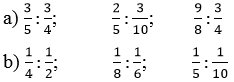 a) 3/5 : 3/4; 2/5 : 3/10; 9/8 : 3/4
b) 1/4 : 1/2; 1/8 : 1/6; 1/5 : 1/10